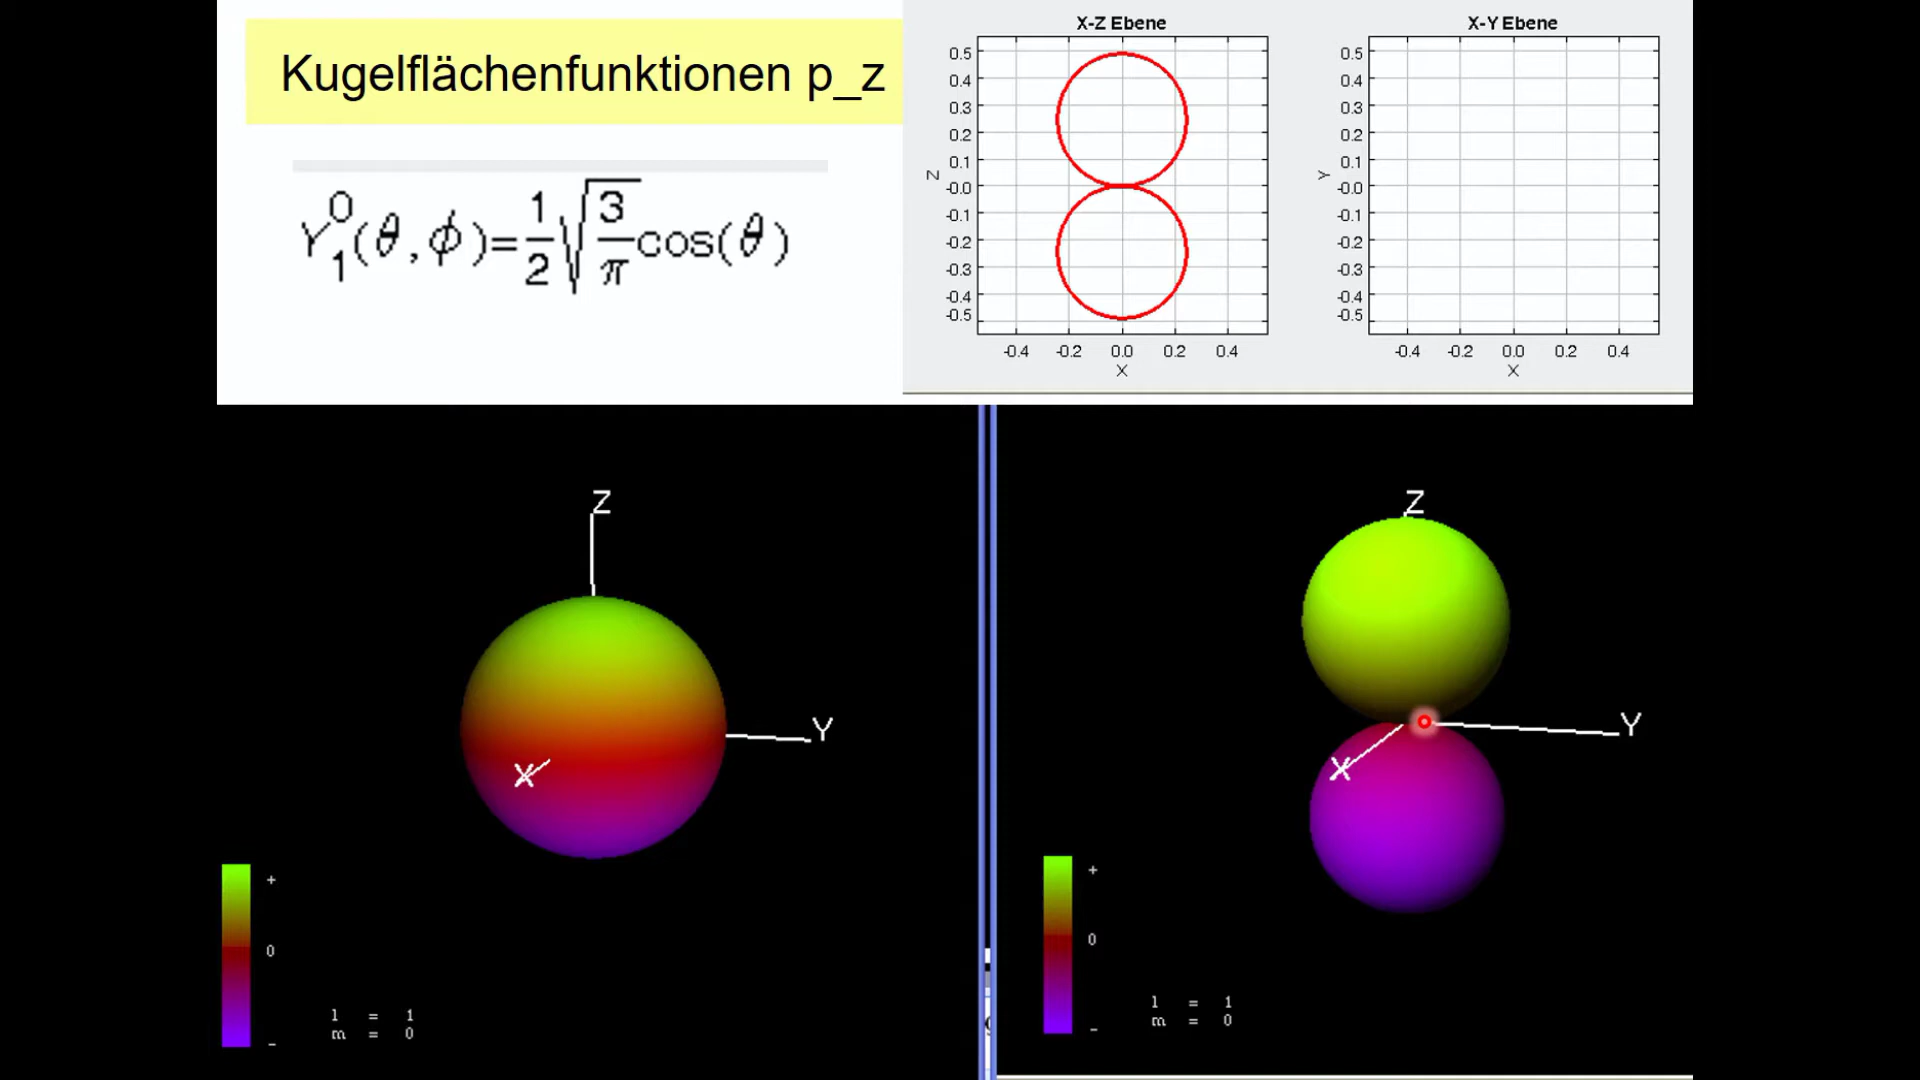 Kugelflächenfunktionen p_z
Y₁⁰(θ,ϕ)=1/2√(3/π)cos(θ)
X-Z Ebene
0.5
0.4
0.3
0.2
0.1
-0.0
-0.1
-0.2
-0.3
-0.4
-0.5
Z
-0.4 -0.2 0.0 0.2 0.4
X
X-Y Ebene
0.5
0.4
0.3
0.2
0.1
-0.0
-0.1
-0.2
-0.3
-0.4
-0.5
Y
-0.4 -0.2 0.0 0.2 0.4
X
Z
Y
X
+
0
-
l = 1
m = 0
Z
Y
X
+
0
-
l = 1
m = 0